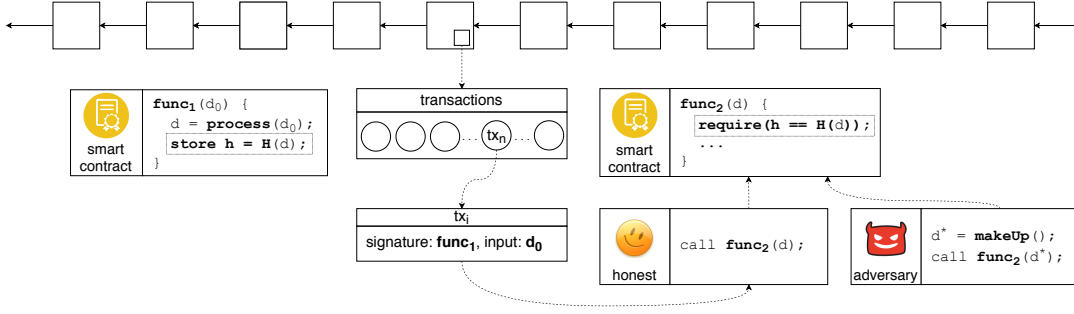 smart
contract
func1(d0) {
d = process(d0);
store h = H(d);
}
transactions
... txn ...
txi
signature: func1, input: d0
smart
contract
func2(d) {
require(h == H(d));
...
}
honest
call func2(d);
adversary
d* = makeUp();
call func2(d*);